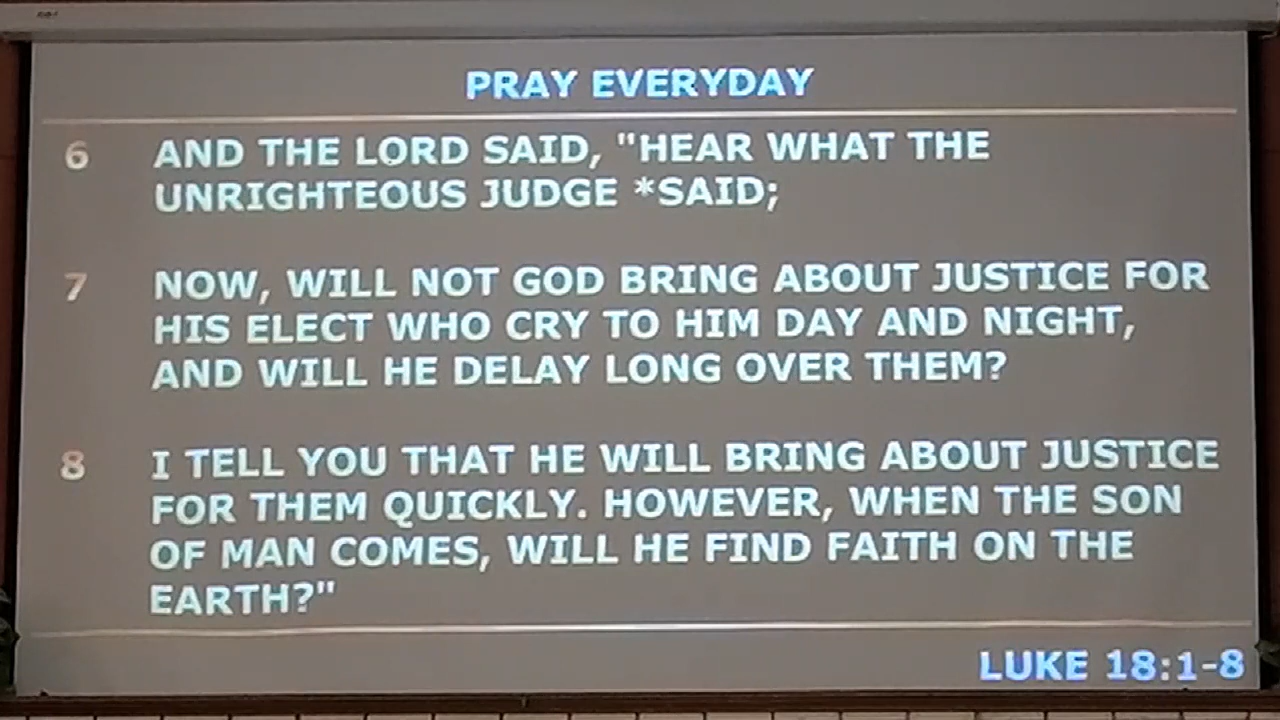 PRAY EVERYDAY
6 AND THE LORD SAID, "HEAR WHAT THE
UNRIGHTEOUS JUDGE *SAID;
7 NOW, WILL NOT GOD BRING ABOUT JUSTICE FOR
HIS ELECT WHO CRY TO HIM DAY AND NIGHT,
AND WILL HE DELAY LONG OVER THEM?
8 I TELL YOU THAT HE WILL BRING ABOUT JUSTICE
FOR THEM QUICKLY. HOWEVER, WHEN THE SON
OF MAN COMES, WILL HE FIND FAITH ON THE
EARTH?"
LUKE 18:1-8